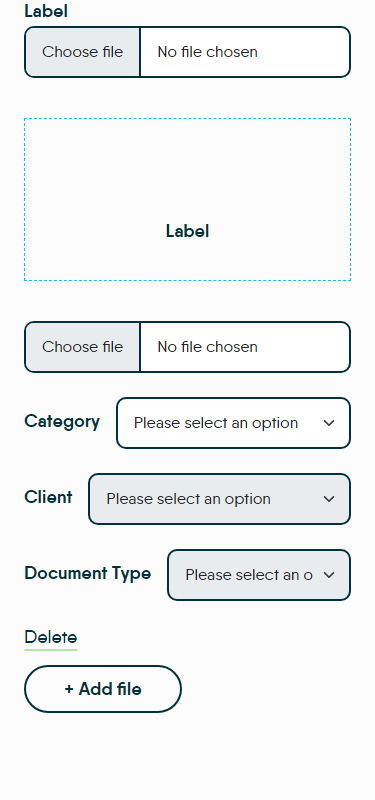 Label
Choose file No file chosen
Label
Choose file No file chosen
Category Please select an option
Client Please select an option
Document Type Please select an o
Delete
+ Add file